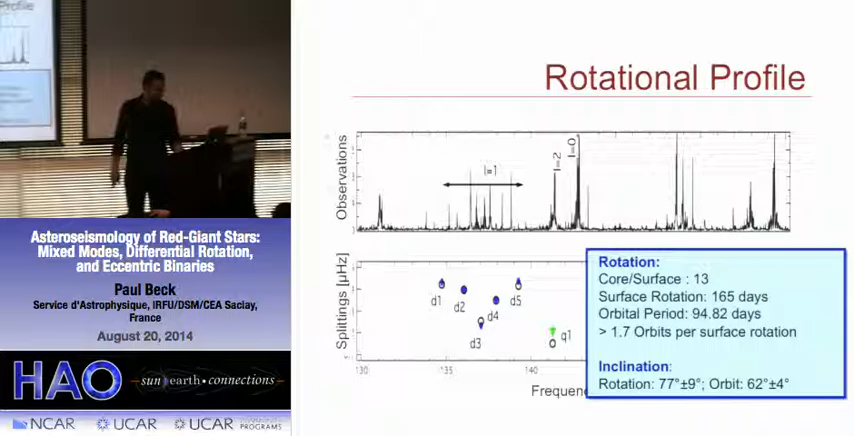 Profile
Asteroseismology of Red-Giant Stars:
Mixed Modes, Differential Rotation,
and Eccentric Binaries
Paul Beck
Service d'Astrophysique, IRFU/DSM/CEA Saclay,
France
August 20, 2014
HAO
sun earth • connections
NCAR
UCAR
UCAR
PROGRAMS
Rotational Profile
Observations
l=1
l=2
l=0
Splittings [μHz]
d1
d2
d3
d4
d5
q1
130
135
140
Frequen
Rotation:
Core/Surface : 13
Surface Rotation: 165 days
Orbital Period: 94.82 days
> 1.7 Orbits per surface rotation
Inclination:
Rotation: 77°±9°; Orbit: 62°±4°